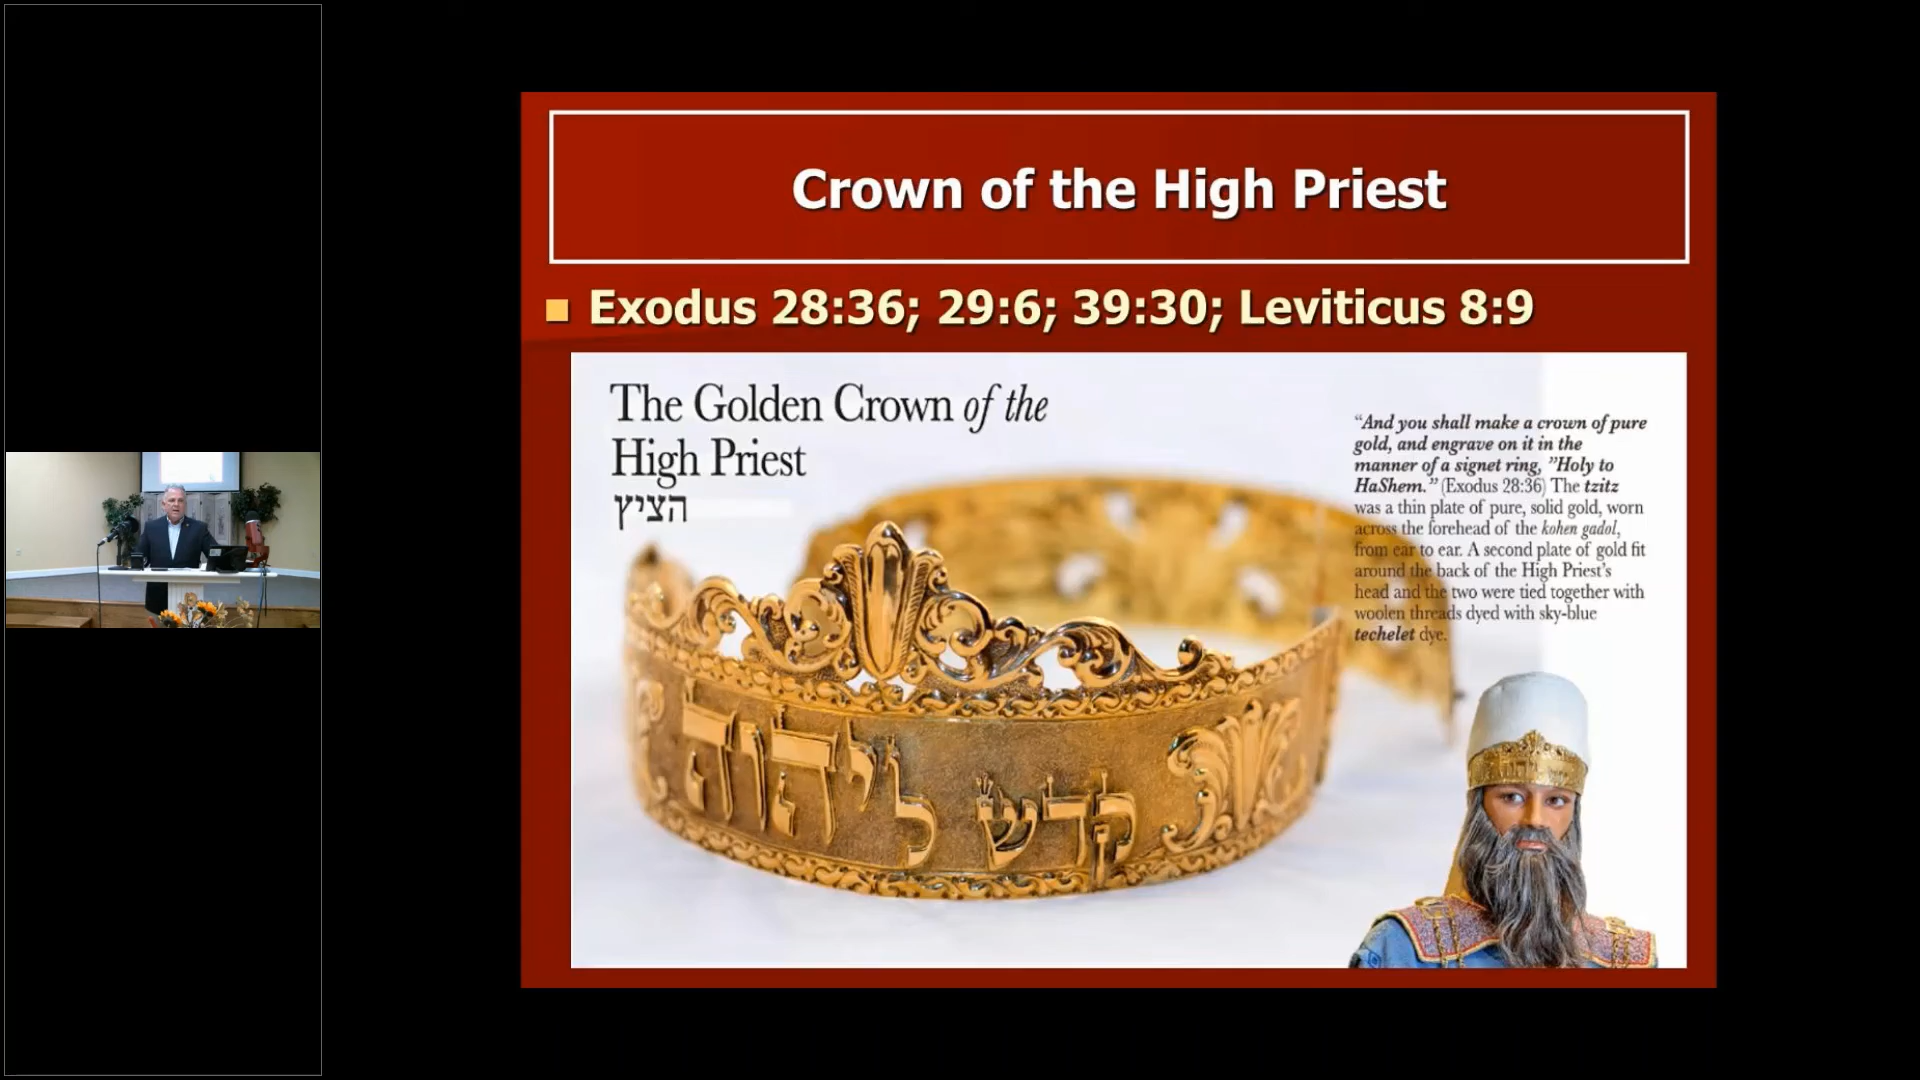 Crown of the High Priest
Exodus 28:36; 29:6; 39:30; Leviticus 8:9
The Golden Crown of the
High Priest
הציץ
“And you shall make a crown of pure
gold, and engrave on it in the
manner of a signet ring, ”Holy to
HaShem.” (Exodus 28:36) The tzitz
was a thin plate of pure, solid gold, worn
across the forehead of the kohen gadol,
from ear to ear. A second plate of gold fit
around the back of the High Priest's
head and the two were tied together with
woolen threads dyed with sky-blue
techelet dye.
קדש ליהוה